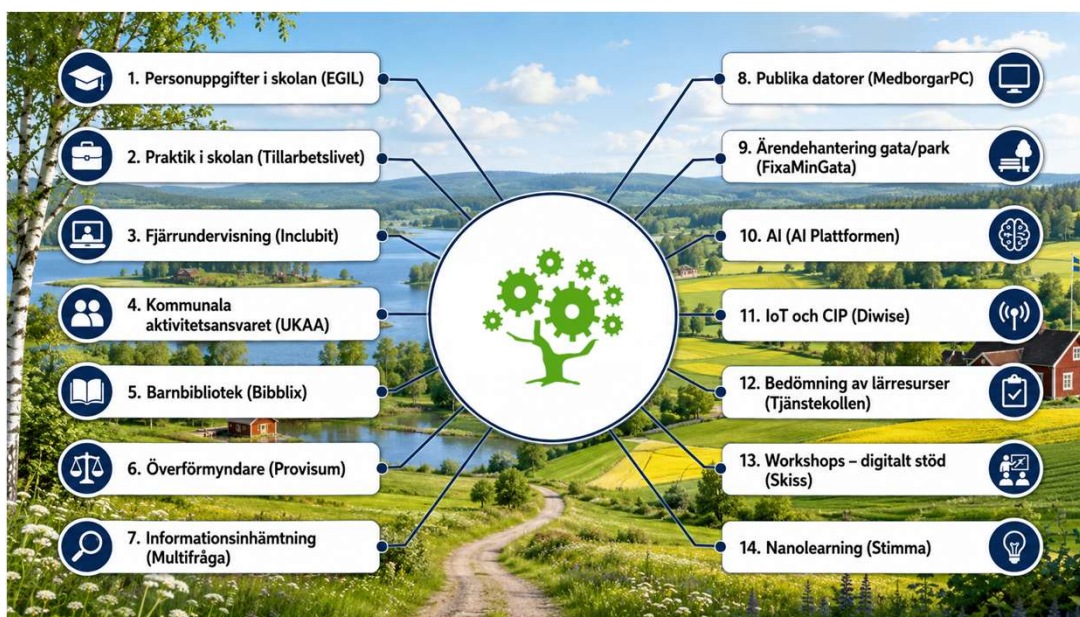 1. Personuppgifter i skolan (EGIL)
2. Praktik i skolan (Tillarbetslivet)
3. Fjärrundervisning (Inclubit)
4. Kommunala
aktivitetsansvaret (UKAA)
5. Barnbibliotek (Bibblix)
6. Överförmyndare (Provisum)
7. Informationsinhämtning
(Multifråga)
8. Publika datorer (MedborgarPC)
9. Ärendehantering gata/park
(FixaMinGata)
10. AI (AI Plattformen)
11. IoT och CIP (Diwise)
12. Bedömning av lärresurser
(Tjänstekollen)
13. Workshops – digitalt stöd
(Skiss)
14. Nanolearning (Stimma)